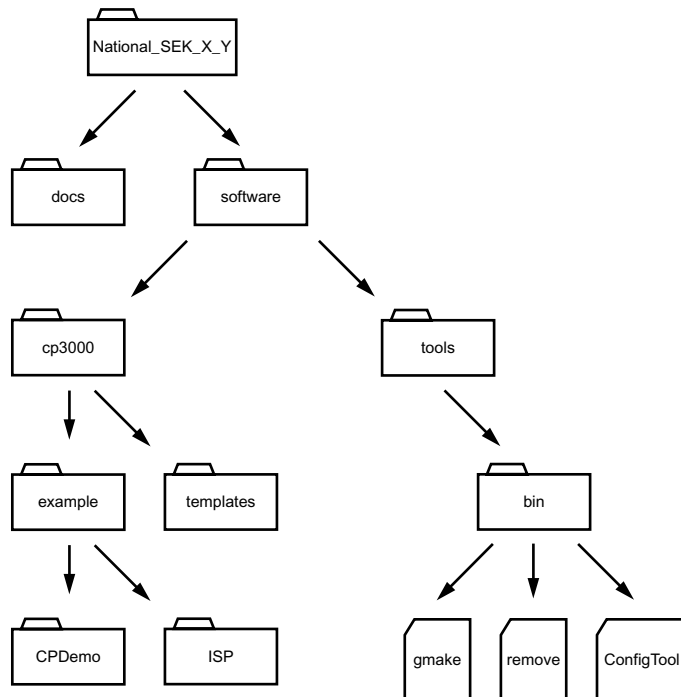 National_SEK_X_Y
docs
software
cp3000
tools
example
templates
bin
CPDemo
ISP
gmake
remove
ConfigTool